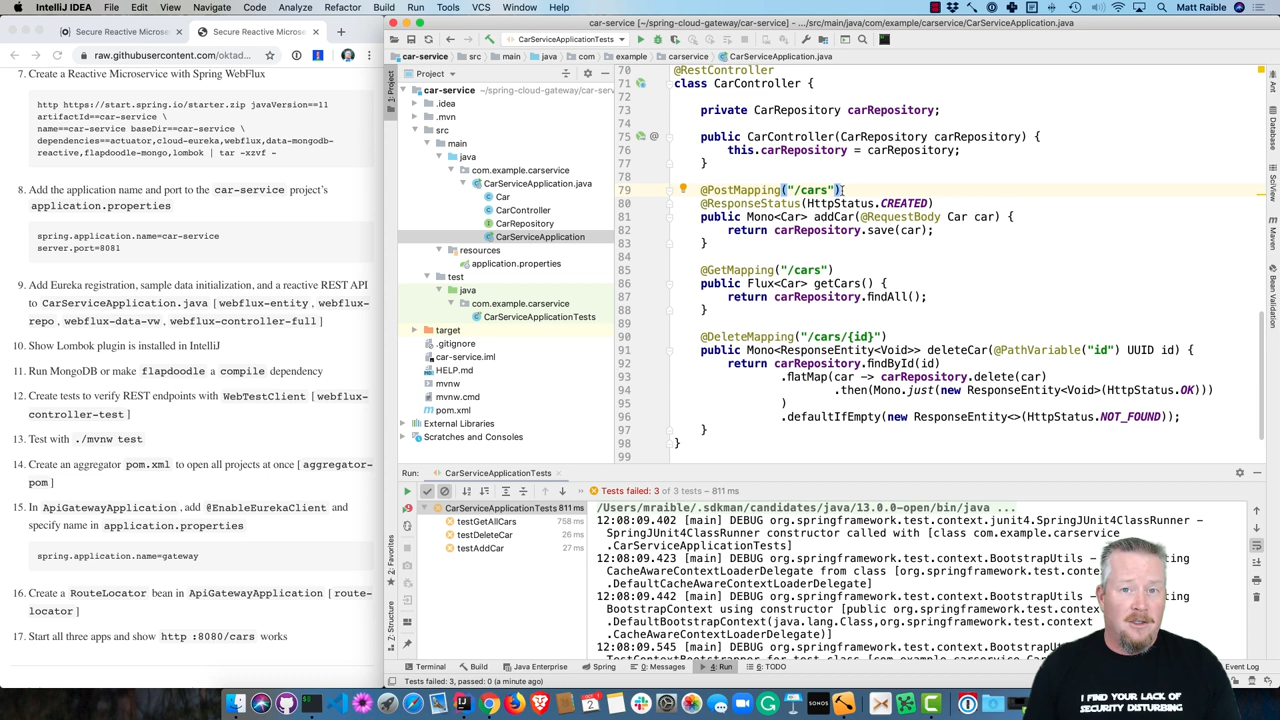 IntelliJ IDEA File Edit View Navigate Code Analyze Refactor Build Run Tools VCS Window Help Matt Raible
Secure Reactive Micros
Secure Reactive Micros
raw.githubusercontent.com/oktad...
7. Create a Reactive Microservice with Spring WebFlux
http https://start.spring.io/starter.zip javaVersion==11
artifactId==car-service \
name==car-service baseDir==car-service \
dependencies==actuator,cloud-eureka,webflux,data-mongodb-
reactive,flapdoodle-mongo,lombok | tar -xzvf -
8. Add the application name and port to the car-service project's
application.properties
spring.application.name=car-service
server.port=8081
9. Add Eureka registration, sample data initialization, and a reactive REST API
to CarServiceApplication.java [ webflux-entity , webflux-
repo , webflux-data-vw , webflux-controller-full ]
10. Show Lombok plugin is installed in IntelliJ
11. Run MongoDB or make flapdoodle a compile dependency
12. Create tests to verify REST endpoints with WebTestClient [ webflux-
controller-test ]
13. Test with ./mvnw test
14. Create an aggregator pom.xml to open all projects at once [ aggregator-
pom ]
15. In ApiGatewayApplication , add @EnableEurekaClient and
specify name in application.properties
spring.application.name=gateway
16. Create a RouteLocator bean in ApiGatewayApplication [ route-
locator ]
17. Start all three apps and show http :8080/cars works
car-service [~/spring-cloud-gateway/car-service] - .../src/main/java/com/example/carservice/CarServiceApplication.java
CarServiceApplicationTests
car-service src main java com example carservice CarServiceApplication.java
1: Project
2: Favorites
Z: Structure
Project
car-service ~/spring-cloud-gateway/car-serv
.idea
.mvn
src
main
java
com.example.carservice
CarServiceApplication.java
Car
CarController
CarRepository
CarServiceApplication
resources
application.properties
test
java
com.example.carservice
CarServiceApplicationTests
target
.gitignore
car-service.iml
HELP.md
mvnw
mvnw.cmd
pom.xml
External Libraries
Scratches and Consoles
70 @RestController
71 class CarController {
72
73 private CarRepository carRepository;
74
75 public CarController(CarRepository carRepository) {
76 this.carRepository = carRepository;
77 }
78
79 @PostMapping("/cars")
80 @ResponseStatus(HttpStatus.CREATED)
81 public Mono<Car> addCar(@RequestBody Car car) {
82 return carRepository.save(car);
83 }
84
85 @GetMapping("/cars")
86 public Flux<Car> getCars() {
87 return carRepository.findAll();
88 }
89
90 @DeleteMapping("/cars/{id}")
91 public Mono<ResponseEntity<Void>> deleteCar(@PathVariable("id") UUID id) {
92 return carRepository.findById(id)
93 .flatMap(car -> carRepository.delete(car)
94 .then(Mono.just(new ResponseEntity<Void>(HttpStatus.OK)))
95 )
96 .defaultIfEmpty(new ResponseEntity<>(HttpStatus.NOT_FOUND));
97 }
98 }
99
Ant
Database
SciView
Maven
Run: CarServiceApplicationTests
Tests failed: 3 of 3 tests – 811 ms
CarServiceApplicationTests 811 ms
testGetAllCars 758 ms
testDeleteCar 26 ms
testAddCar 27 ms
/Users/mraible/.sdkman/candidates/java/13.0.0-open/bin/java ...
12:08:09.402 [main] DEBUG org.springframework.test.context.junit4.SpringJUnit4ClassRunner -
SpringJUnit4ClassRunner constructor called with [class com.example.carservice
.CarServiceApplicationTests]
12:08:09.423 [main] DEBUG org.springframework.test.context.BootstrapUtils -
CacheAwareContextLoaderDelegate from class [org.springframework.test.conte
.DefaultCacheAwareContextLoaderDelegate]
12:08:09.442 [main] DEBUG org.springframework.test.context.BootstrapUtils -
BootstrapContext using constructor [public org.springframework.test.contex
.DefaultBootstrapContext(java.lang.Class,org.springframework.test.context
.CacheAwareContextLoaderDelegate)]
12:08:09.545 [main] DEBUG org.springframework.test.context.BootstrapUtils
Terminal Build Java Enterprise Spring 0: Messages 4: Run 6: TODO Event Log
Tests failed: 3, passed: 0 (a minute ago)
I FIND YOUR LACK OF
SECURITY DISTURBING